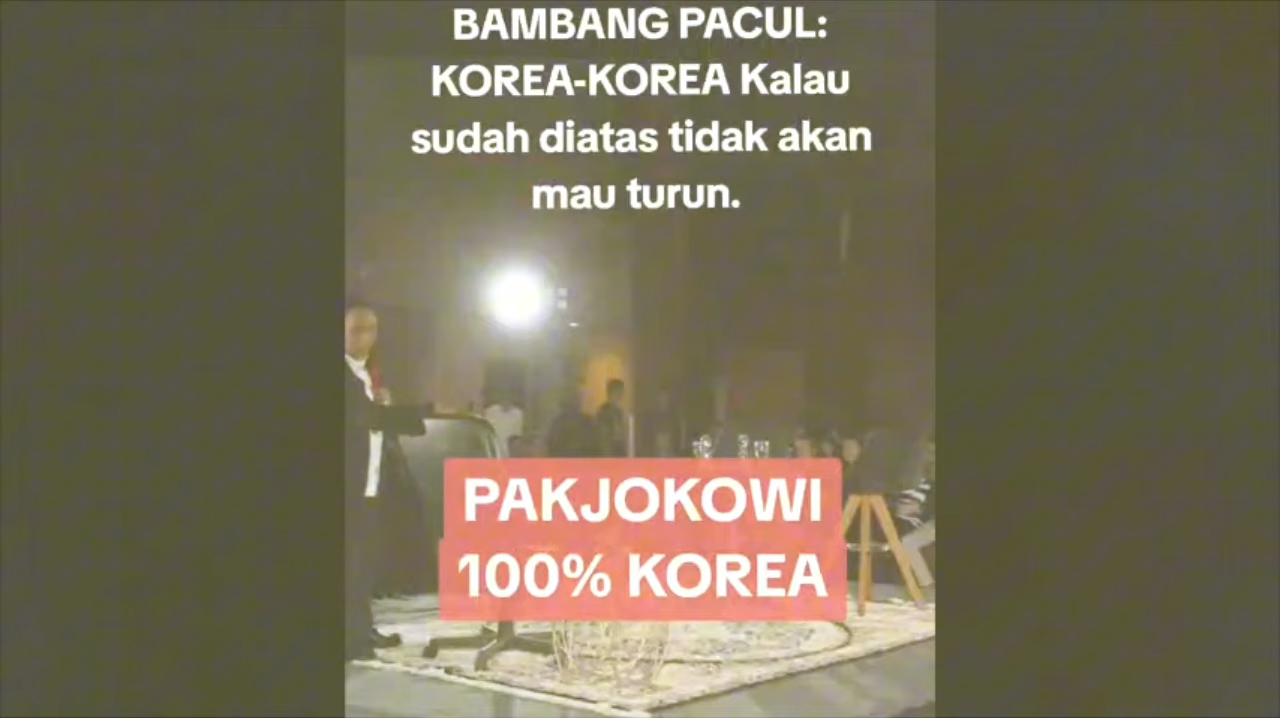 BAMBANG PACUL:
KOREA-KOREA Kalau
sudah diatas tidak akan
mau turun.
PAKJOKOWI
100% KOREA